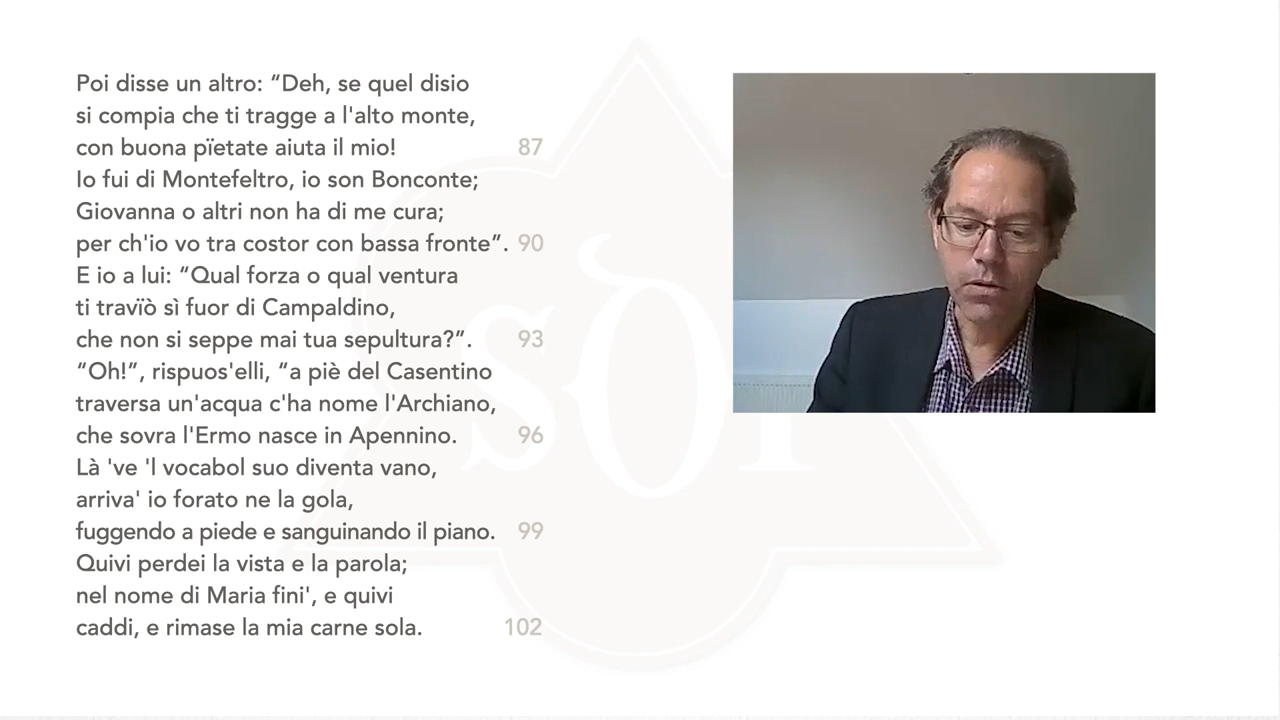 Poi disse un altro: “Deh, se quel disio
si compia che ti tragge a l'alto monte,
con buona pïetate aiuta il mio! 87
Io fui di Montefeltro, io son Bonconte;
Giovanna o altri non ha di me cura;
per ch'io vo tra costor con bassa fronte”. 90
E io a lui: “Qual forza o qual ventura
ti travïò sì fuor di Campaldino,
che non si seppe mai tua sepultura?”. 93
“Oh!”, rispuos'elli, “a piè del Casentino
traversa un'acqua c'ha nome l'Archiano,
che sovra l'Ermo nasce in Apennino. 96
Là 've 'l vocabol suo diventa vano,
arriva' io forato ne la gola,
fuggendo a piede e sanguinando il piano. 99
Quivi perdei la vista e la parola;
nel nome di Maria fini', e quivi
caddi, e rimase la mia carne sola. 102